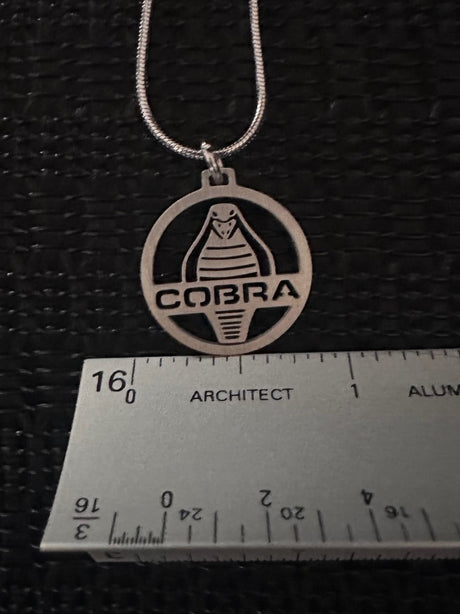 COBRA
16
0 ARCHITECT 1 ALUM
3/16 0 24 2 20 4 16